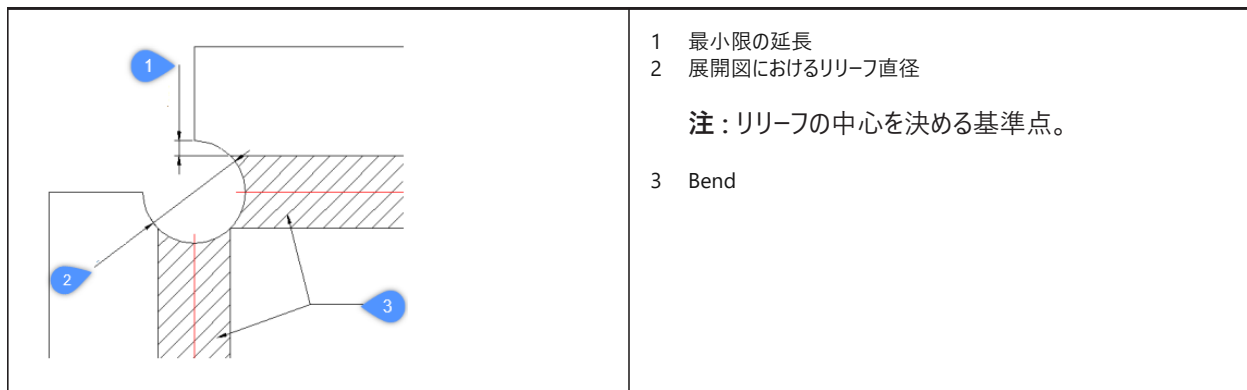 1
2
3
1 最小限の延長
2 展開図におけるリリーフ直径
注 : リリーフの中心を決める基準点。
3 Bend